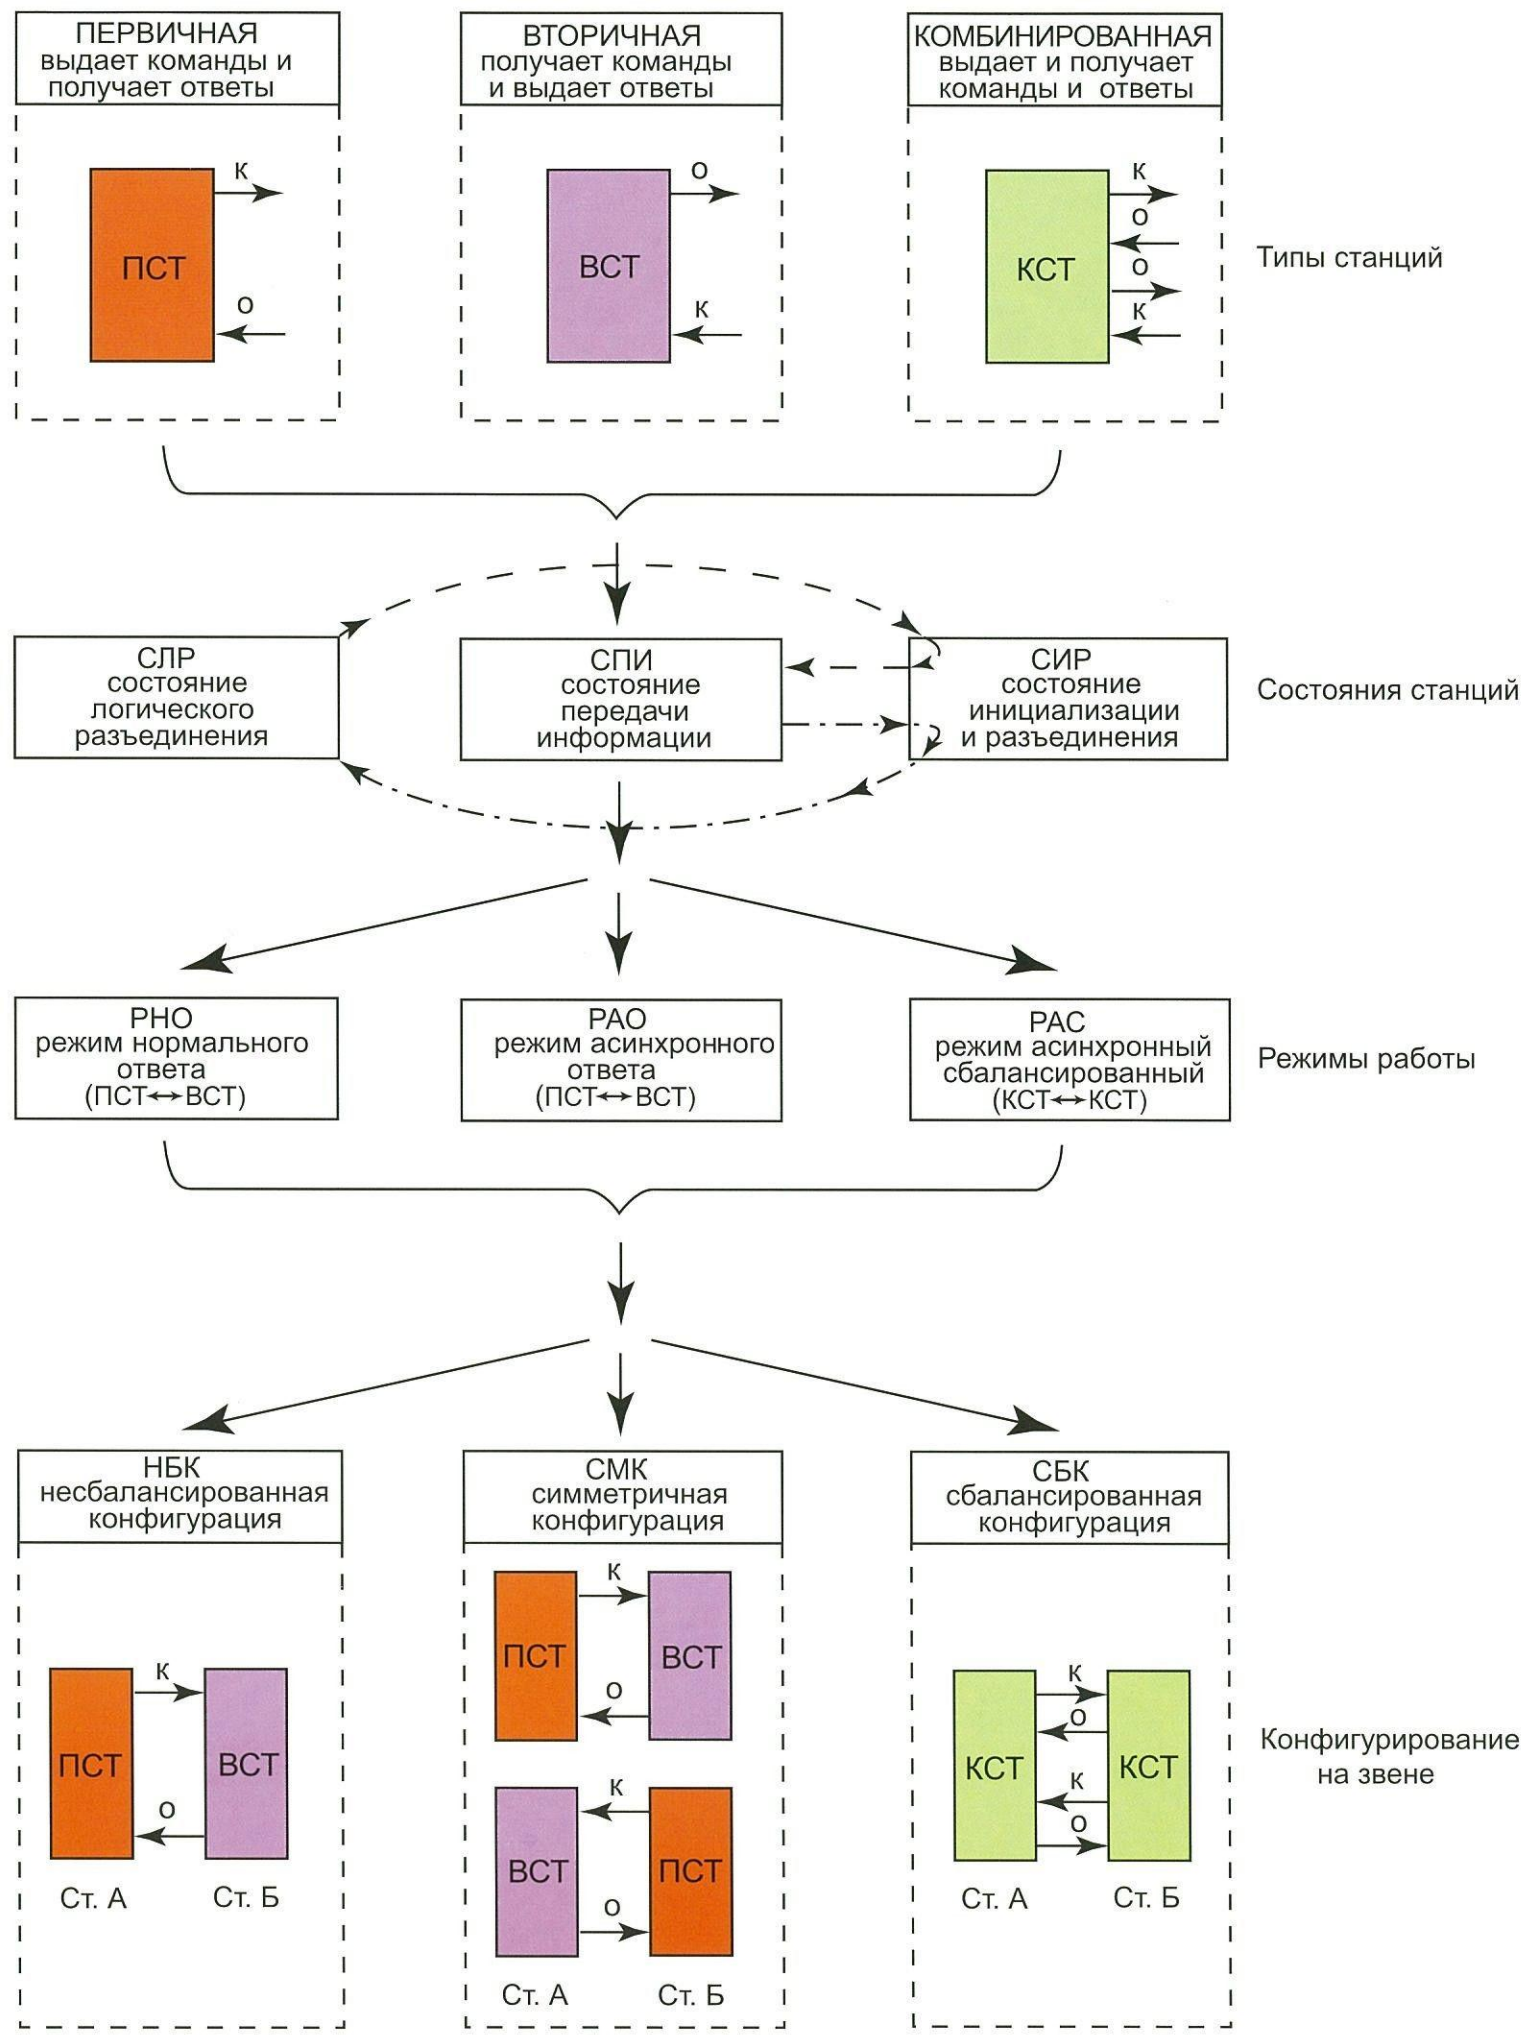 ПЕРВИЧНАЯ
выдает команды и
получает ответы
ВТОРИЧНАЯ
получает команды
и выдает ответы
КОМБИНИРОВАННАЯ
выдает и получает
команды и ответы
к
ПСТ
о
о
ВСТ
к
к
о
КСТ
о
к
Типы станций
СЛР
состояние
логического
разъединения
СПИ
состояние
передачи
информации
СИР
состояние
инициализации
и разъединения
Состояния станций
РНО
режим нормального
ответа
(ПСТ↔ВСТ)
РАО
режим асинхронного
ответа
(ПСТ↔ВСТ)
РАС
режим асинхронный
сбалансированный
(КСТ↔КСТ)
Режимы работы
НБК
несбалансированная
конфигурация
СМК
симметричная
конфигурация
СБК
сбалансированная
конфигурация
к
ПСТ
ВСТ
о
Ст. А
Ст. Б
к
ПСТ
ВСТ
о
к
ВСТ
ПСТ
о
Ст. А
Ст. Б
к
о
КСТ
КСТ
к
о
Ст. А
Ст. Б
Конфигурирование
на звене